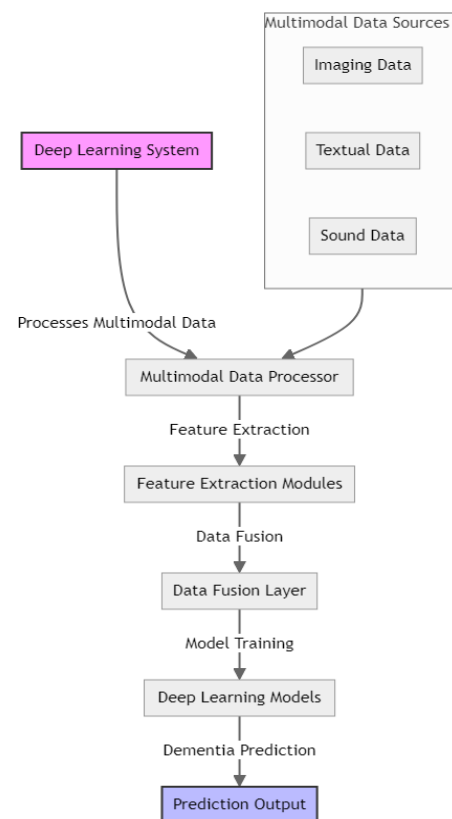 Multimodal Data Sources
Imaging Data
Deep Learning System
Textual Data
Sound Data
Processes Multimodal Data
Multimodal Data Processor
Feature Extraction
Feature Extraction Modules
Data Fusion
Data Fusion Layer
Model Training
Deep Learning Models
Dementia Prediction
Prediction Output